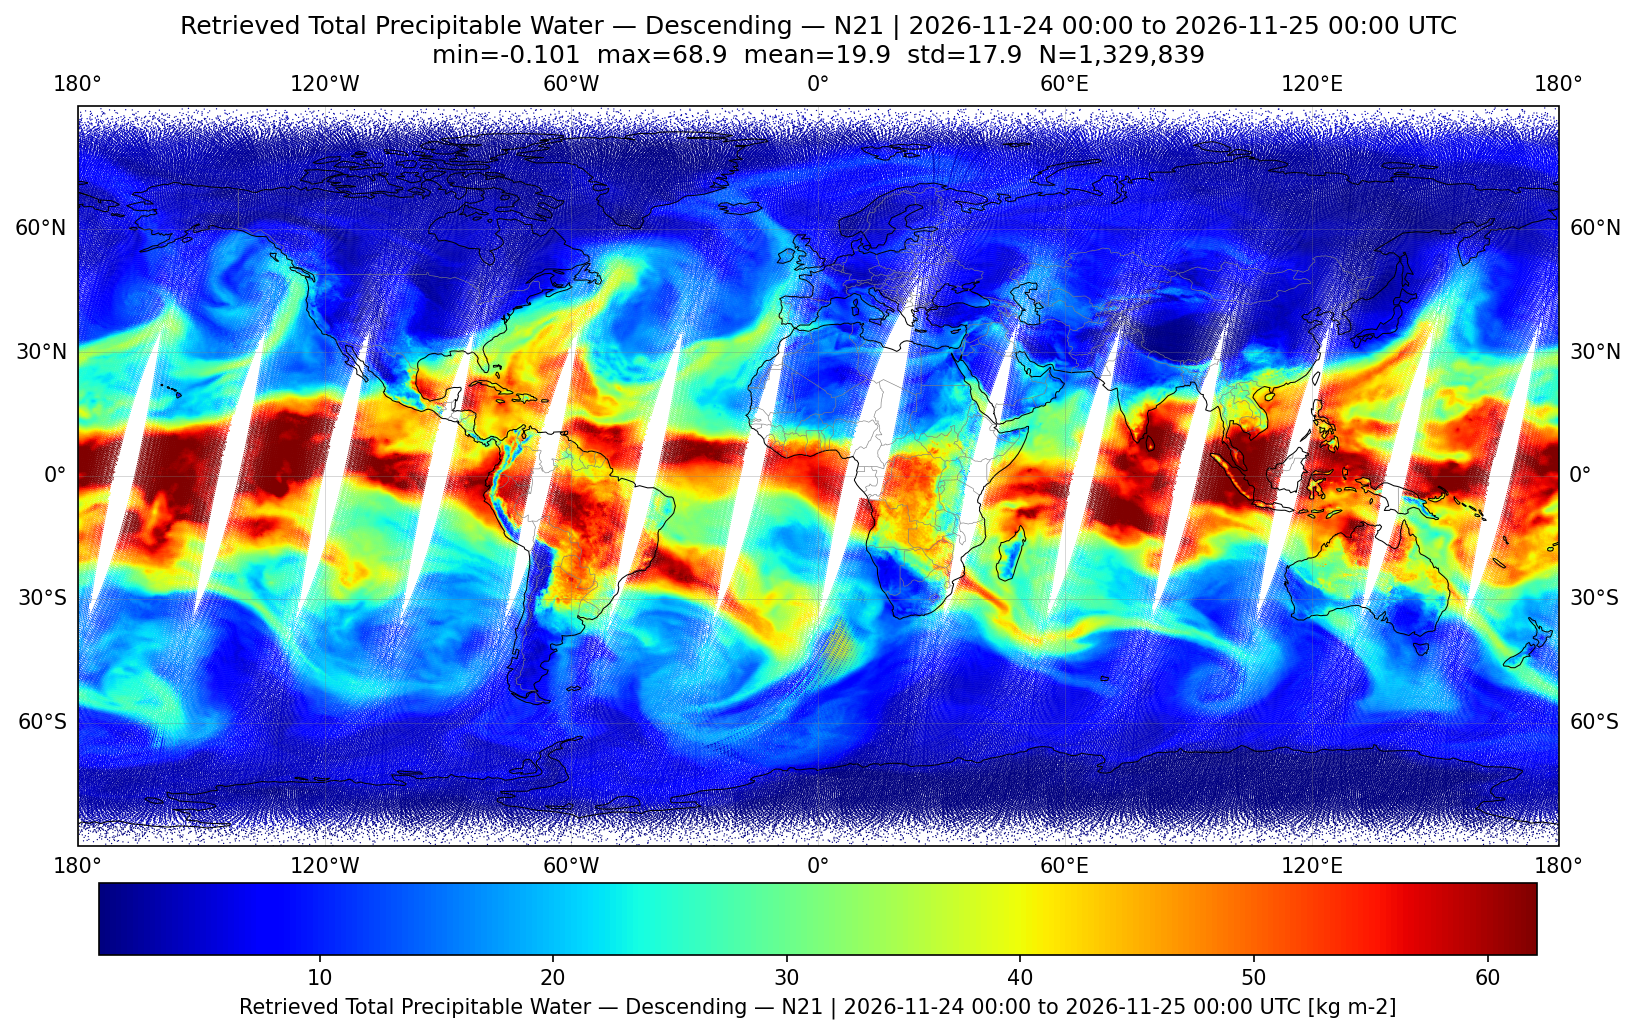 Retrieved Total Precipitable Water — Descending — N21 | 2026-11-24 00:00 to 2026-11-25 00:00 UTC
min=-0.101 max=68.9 mean=19.9 std=17.9 N=1,329,839
180° 120°W 60°W 0° 60°E 120°E 180°
60°N 60°N
30°N 30°N
0° 0°
30°S 30°S
60°S 60°S
180° 120°W 60°W 0° 60°E 120°E 180°
10 20 30 40 50 60
Retrieved Total Precipitable Water — Descending — N21 | 2026-11-24 00:00 to 2026-11-25 00:00 UTC [kg m-2]